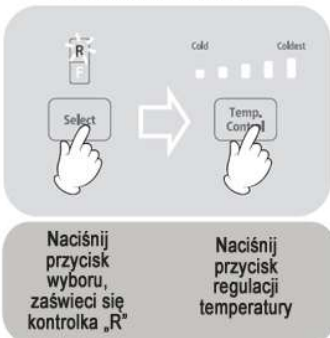 R
F
Cold Coldest
Select
Temp.
Control
Naciśnij
przycisk
wyboru,
zaświeci się
kontrolka „R”
Naciśnij
przycisk
regulacji
temperatury